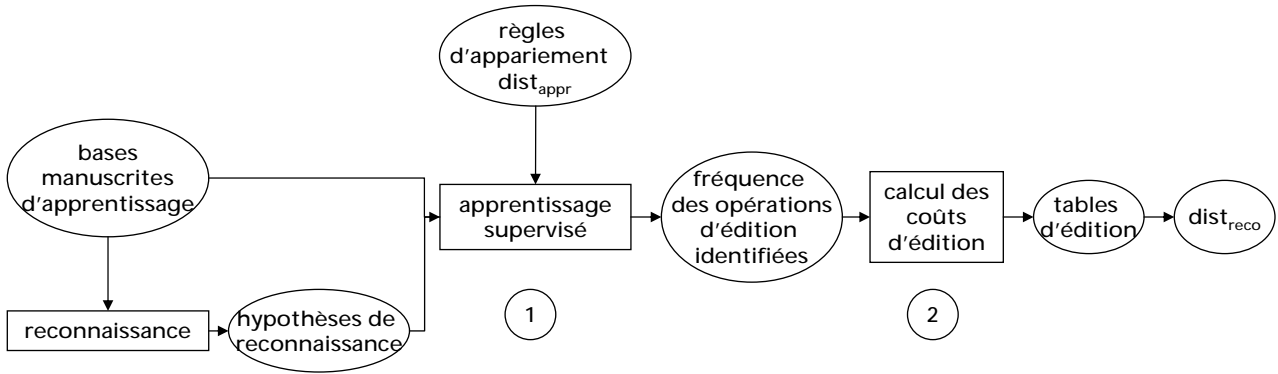 règles
d'appariement
dist_appr
bases
manuscrites
d'apprentissage
apprentissage
supervisé
fréquence
des opérations
d'édition
identifiées
calcul des
coûts
d'édition
tables
d'édition
dist_reco
reconnaissance
hypothèses de
reconnaissance
1
2